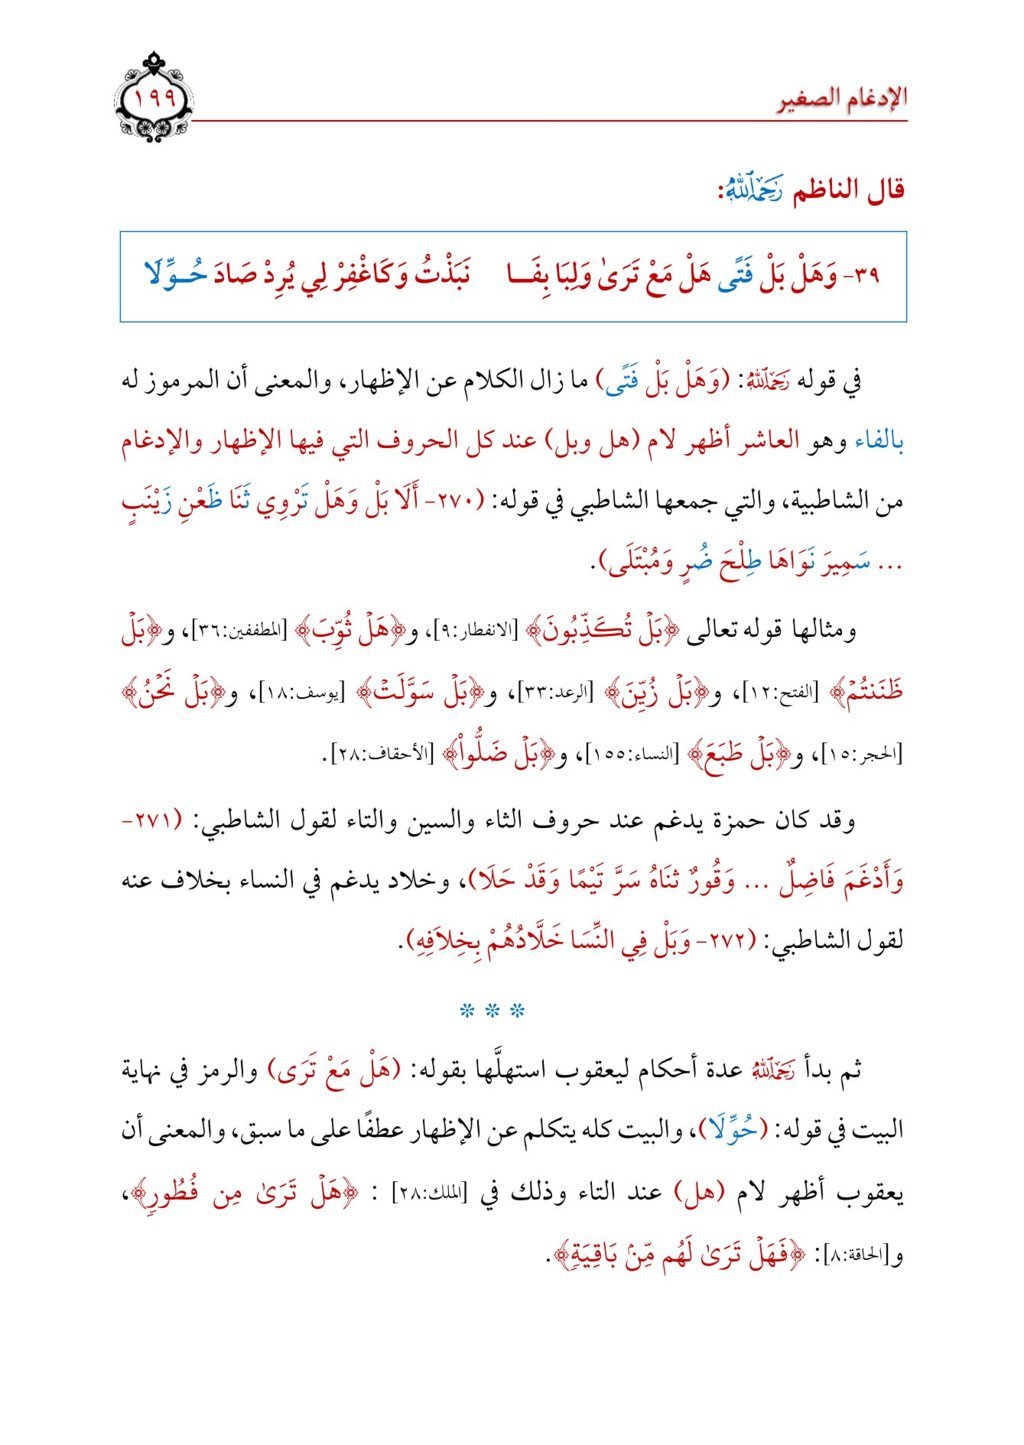 الإدغام الصغير
١٩٩
قال الناظم رَحِمَهُ ٱللَّهُ:
٣٩- وَهَلْ بَلْ فَتًى هَلْ مَعْ تَرَىٰ وَلِبَا بِفَــا نَبَذْتُ وَكَاغْفِرْ لِي يُرِدْ صَادَ حُــوِّلَا
في قوله رَحِمَهُ ٱللَّهُ: (وَهَلْ بَلْ فَتًى) ما زال الكلام عن الإظهار، والمعنى أن المرموز له
بالفاء وهو العاشر أظهر لام (هل وبل) عند كل الحروف التي فيها الإظهار والإدغام
من الشاطبية، والتي جمعها الشاطبي في قوله: (٢٧٠- أَلَا بَلْ وَهَلْ تَرْوِي ثَنَا ظَعْنِ زَيْنَبٍ
... سَمِيرَ نَوَاهَا طِلْحَ ضُرٍ وَمُبْتَلَى).
ومثالها قوله تعالى ﴿بَلۡ تُكَذِّبُونَ﴾ [الانفطار:٩]، و﴿هَلۡ ثُوِّبَ﴾ [المطففين:٣٦]، و﴿بَلۡ
ظَنَنتُمۡ﴾ [الفتح:١٢]، و﴿بَلۡ زُيِّنَ﴾ [الرعد:٣٣]، و﴿بَلۡ سَوَّلَتۡ﴾ [يوسف:١٨]، و﴿بَلۡ نَحۡنُ﴾
[الحجر:١٥]، و﴿بَلۡ طَبَعَ﴾ [النساء:١٥٥]، و﴿بَلۡ ضَلُّواْ﴾ [الأحقاف:٢٨].
وقد كان حمزة يدغم عند حروف الثاء والسين والتاء لقول الشاطبي: (٢٧١-
وَأَدْغَمَ فَاضِلٌ ... وَقُورٌ ثنَاهُ سَرَّ تَيْمًا وَقَدْ حَلَا)، وخلاد يدغم في النساء بخلاف عنه
لقول الشاطبي: (٢٧٢- وَبَلْ فِي النِّسَا خَلَّادُهُمْ بِخِلاَفِهِ).
* * *
ثم بدأ رَحِمَهُ ٱللَّهُ عدة أحكام ليعقوب استهلَّها بقوله: (هَلْ مَعْ تَرَى) والرمز في نهاية
البيت في قوله: (حُوِّلَا)، والبيت كله يتكلم عن الإظهار عطفًا على ما سبق، والمعنى أن
يعقوب أظهر لام (هل) عند التاء وذلك في [الملك:٢٨] : ﴿هَلۡ تَرَىٰ مِن فُطُورٖ﴾،
و[الحاقة:٨]: ﴿فَهَلۡ تَرَىٰ لَهُم مِّنۢ بَاقِيَةٖ﴾.